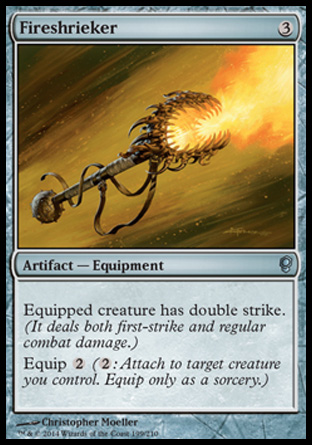 Fireshrieker 3
Artifact — Equipment
Equipped creature has double strike.
(It deals both first-strike and regular
combat damage.)
Equip 2 (2: Attach to target creature
you control. Equip only as a sorcery.)
Christopher Moeller
™ & © 2014 Wizards of the Coast 199/210